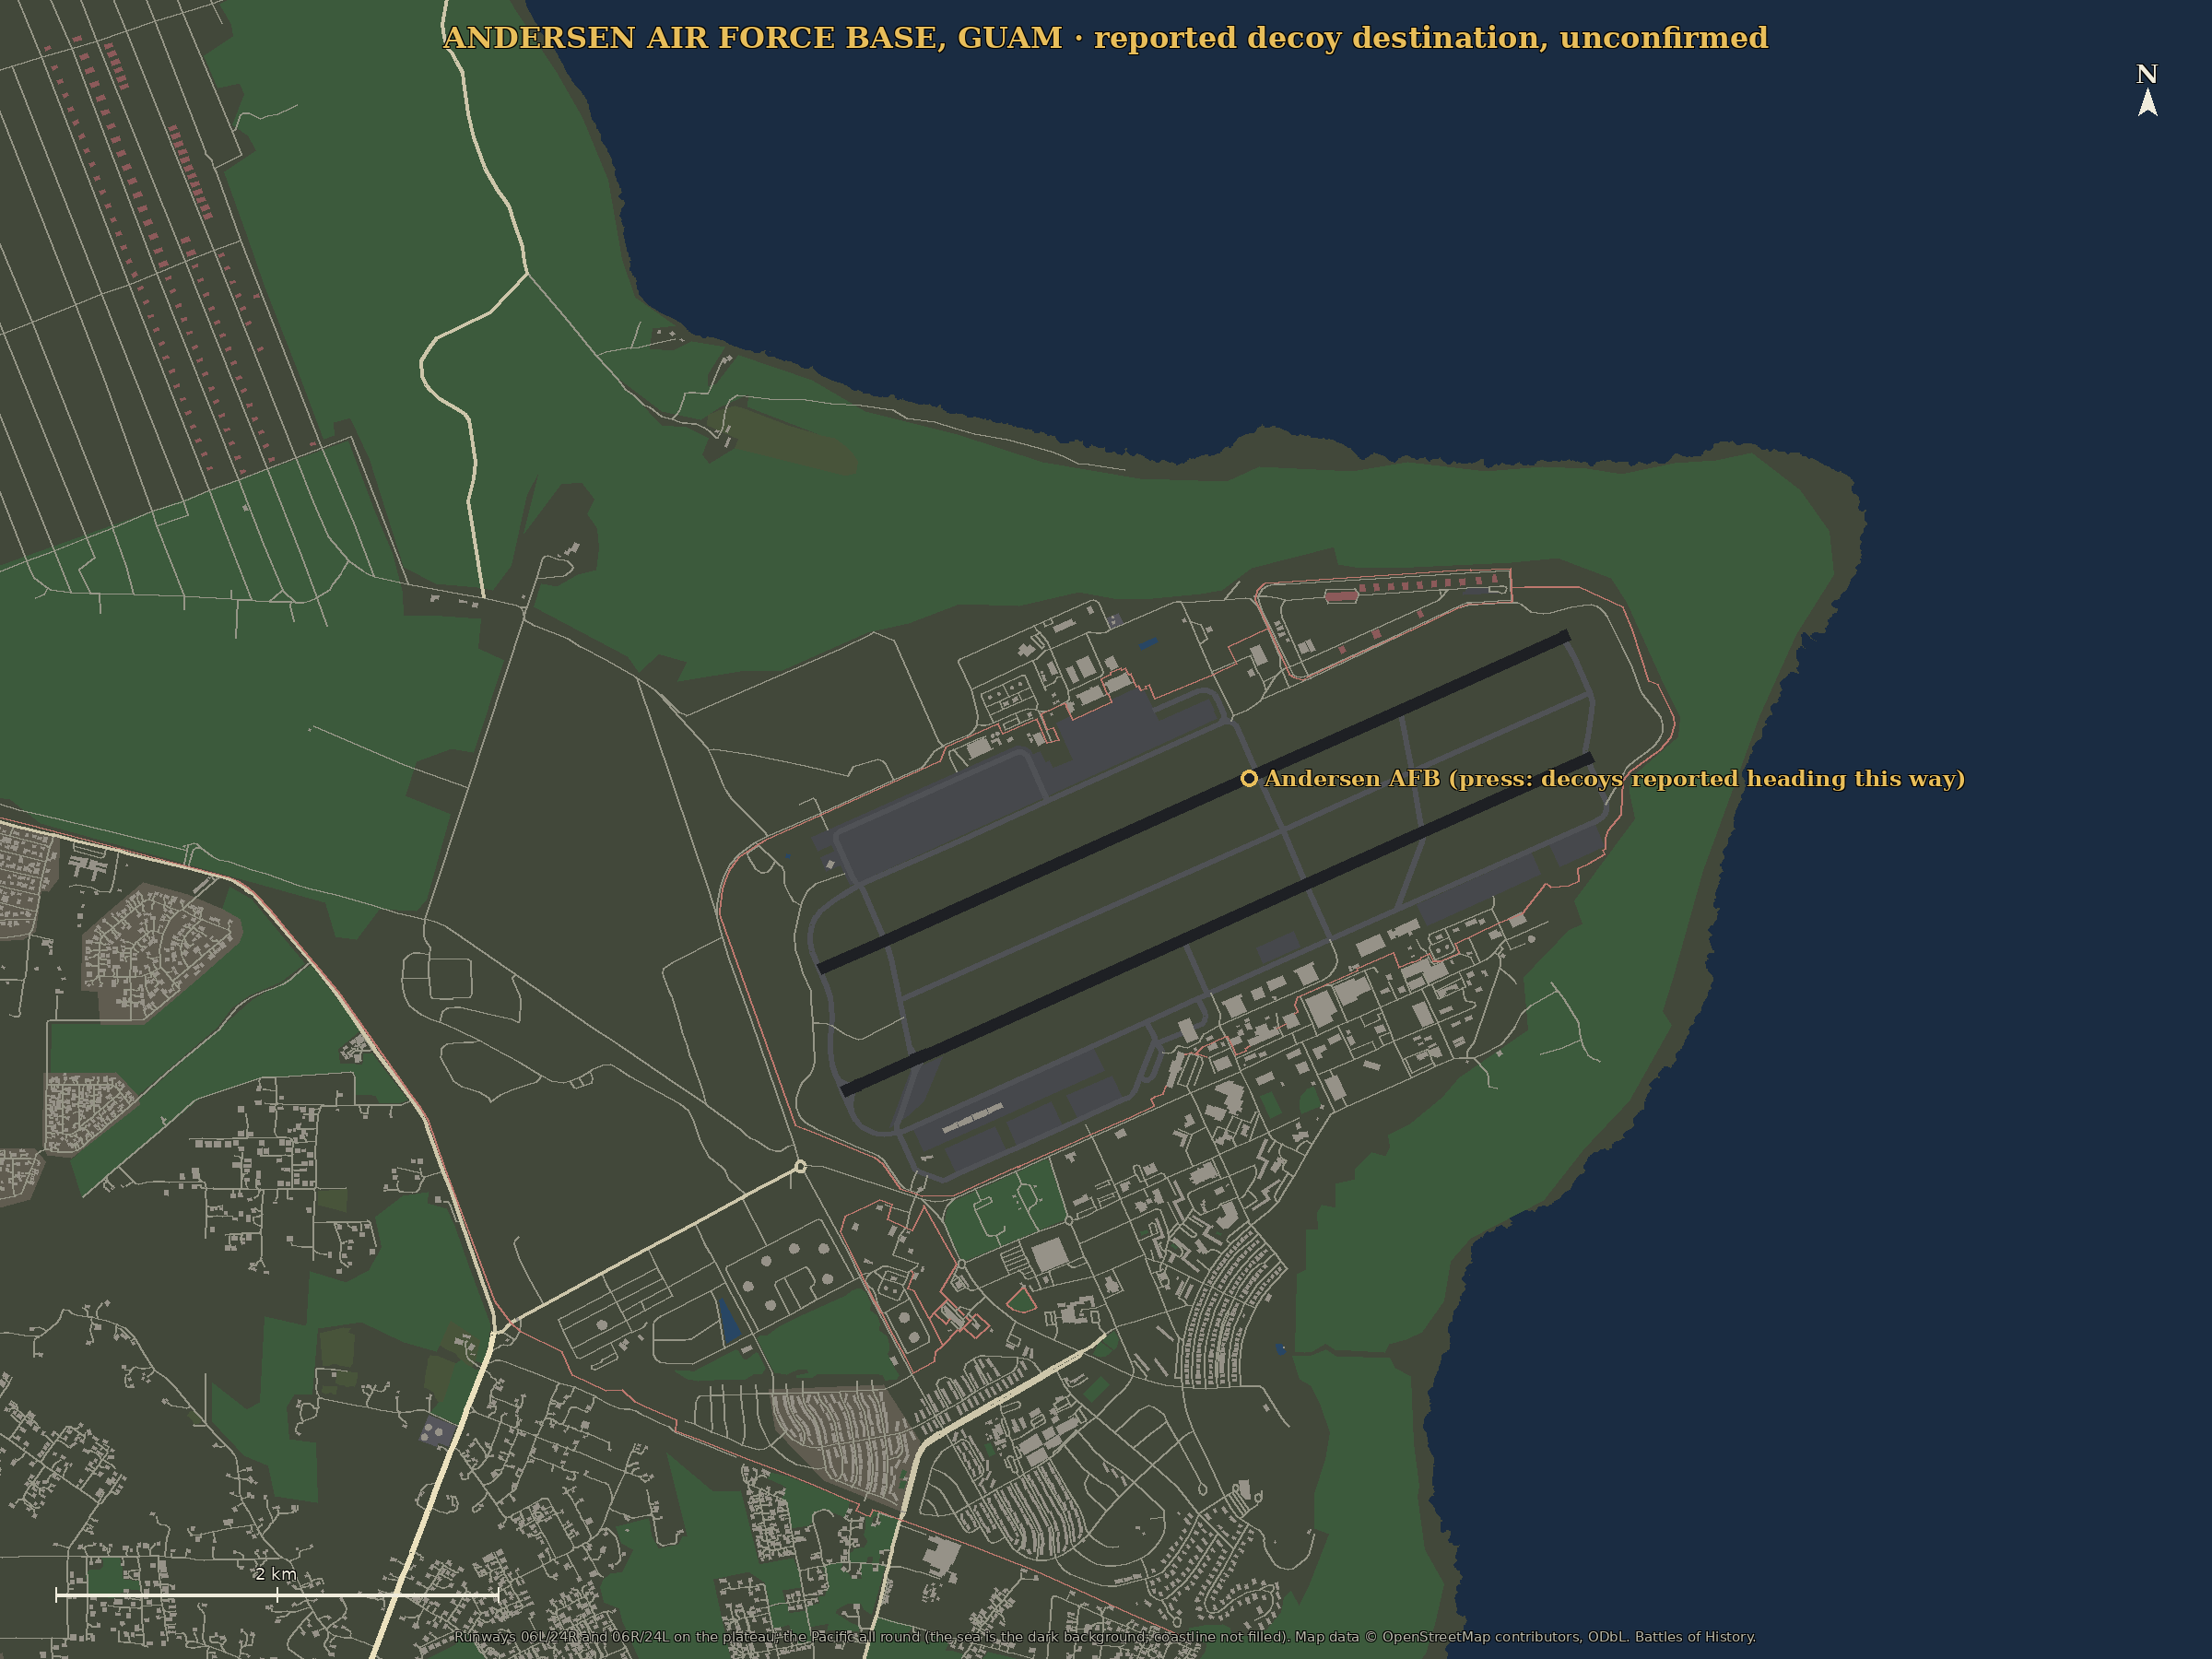 ANDERSEN AIR FORCE BASE, GUAM · reported decoy destination, unconfirmed
N
Andersen AFB (press: decoys reported heading this way)
2 km
Runways 06L/24R and 06R/24L on the plateau; the Pacific all round (the sea is the dark background; coastline not filled). Map data © OpenStreetMap contributors, ODbL. Battles of History.